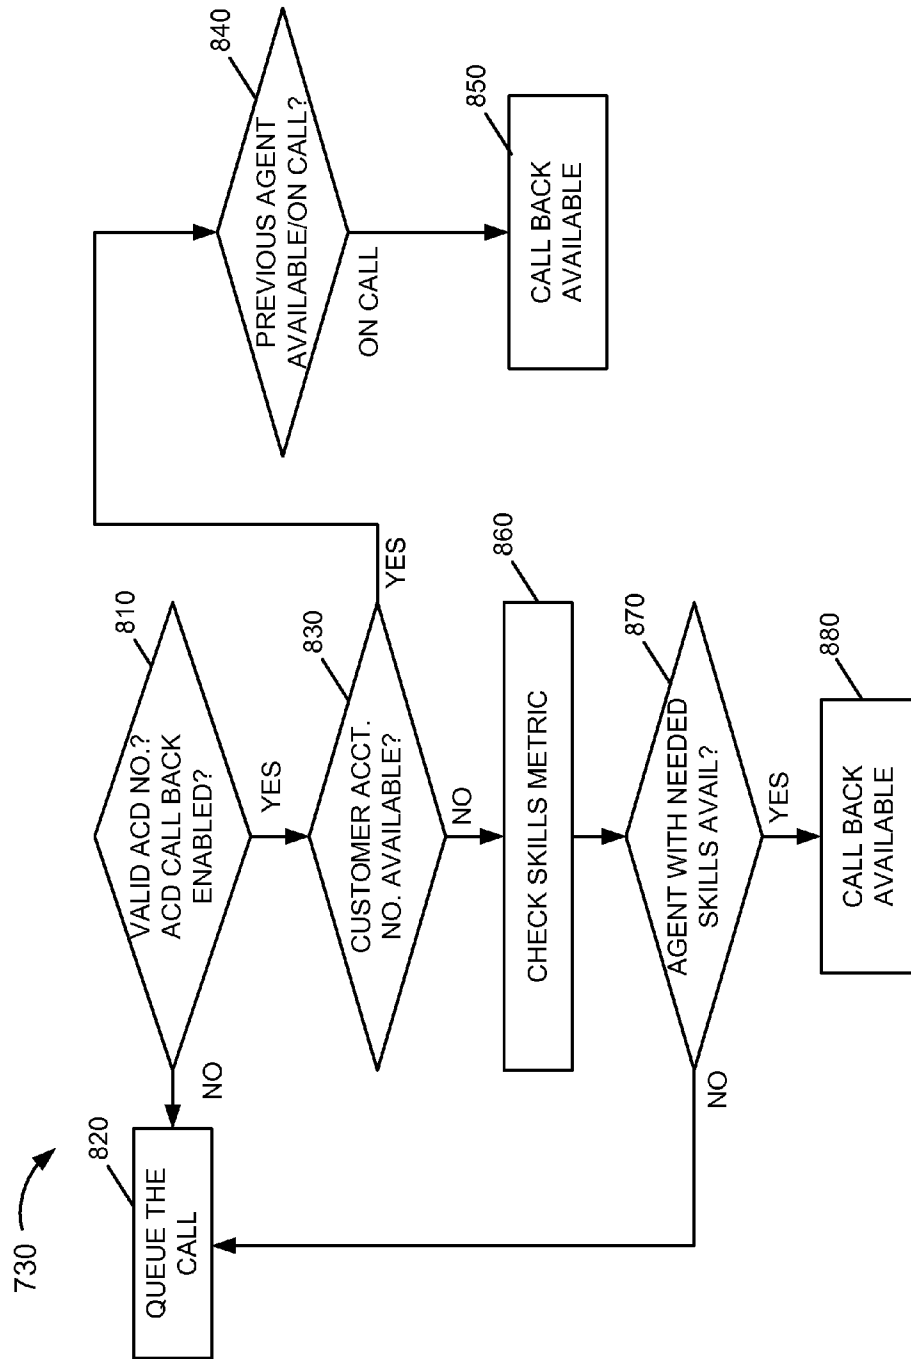 730
820
QUEUE THE
CALL
NO
810
VALID ACD NO.?
ACD CALL BACK
ENABLED?
YES
830
CUSTOMER ACCT.
NO. AVAILABLE?
YES
NO
840
PREVIOUS AGENT
AVAILABLE/ON CALL?
ON CALL
850
CALL BACK
AVAILABLE
860
CHECK SKILLS METRIC
870
AGENT WITH NEEDED
SKILLS AVAIL?
NO
YES
880
CALL BACK
AVAILABLE